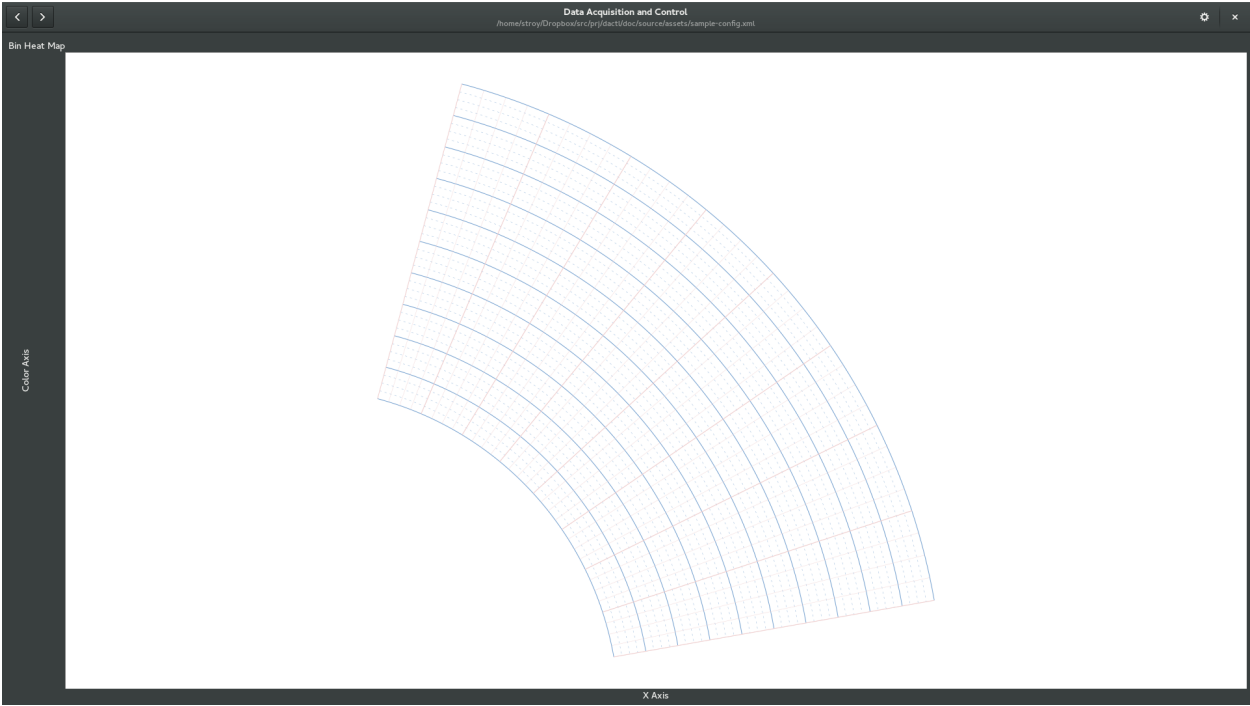 Data Acquisition and Control
/home/stroy/Dropbox/src/prj/dactl/doc/source/assets/sample-config.xml
Bin Heat Map
Color Axis
X Axis